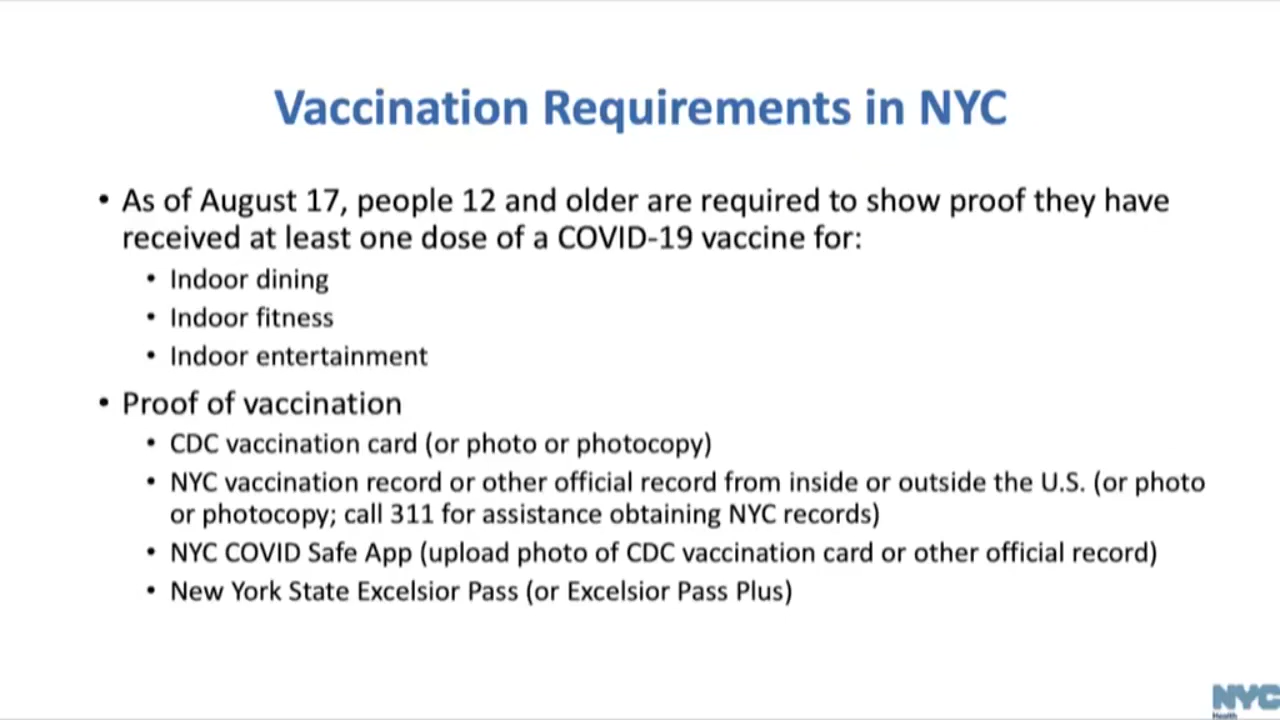 Vaccination Requirements in NYC
• As of August 17, people 12 and older are required to show proof they have
received at least one dose of a COVID-19 vaccine for:
• Indoor dining
• Indoor fitness
• Indoor entertainment
• Proof of vaccination
• CDC vaccination card (or photo or photocopy)
• NYC vaccination record or other official record from inside or outside the U.S. (or photo
or photocopy; call 311 for assistance obtaining NYC records)
• NYC COVID Safe App (upload photo of CDC vaccination card or other official record)
• New York State Excelsior Pass (or Excelsior Pass Plus)
NYC
Health